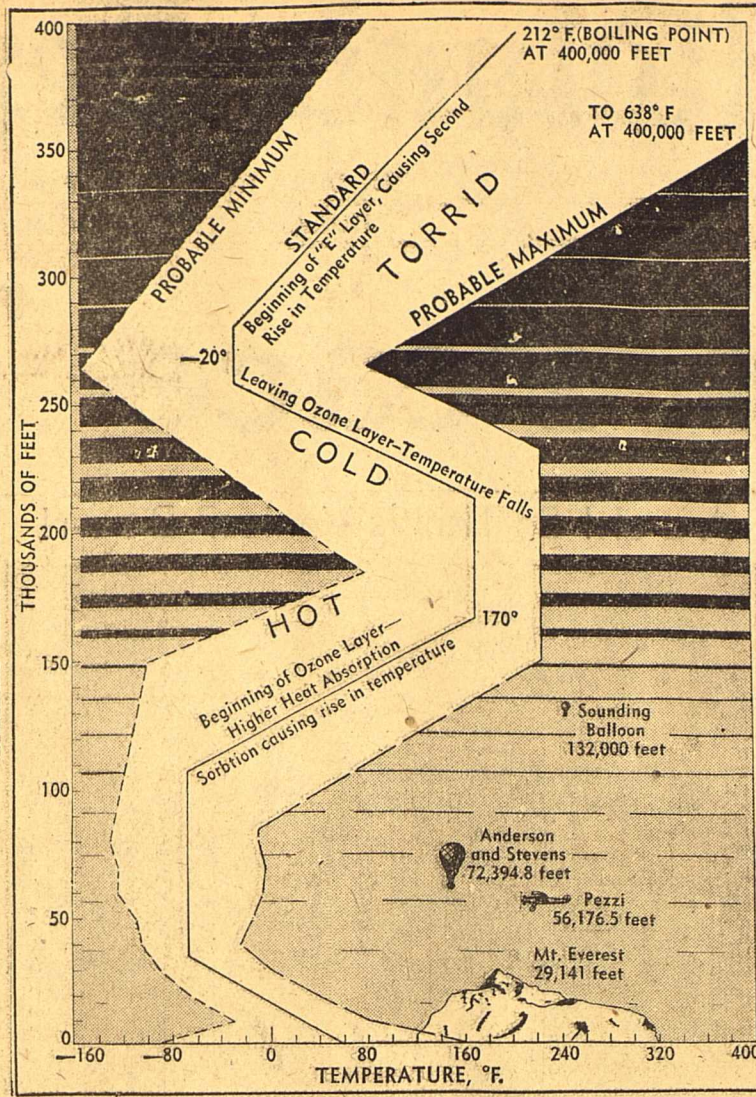 400
350
300
250
200
150
100
50
0
THOUSANDS OF FEET
212° F. (BOILING POINT)
AT 400,000 FEET
TO 638° F
AT 400,000 FEET
PROBABLE MINIMUM
STANDARD
Beginning of "E" Layer, Causing Second
Rise in Temperature
TORRID
PROBABLE MAXIMUM
—20°
Leaving Ozone Layer–Temperature Falls
COLD
HOT
170°
Beginning of Ozone Layer—
Higher Heat Absorption
Sorbtion causing rise in temperature
Sounding
Balloon
132,000 feet
Anderson
and Stevens
72,394.8 feet
Pezzi
56,176.5 feet
Mt. Everest
29,141 feet
—160 —80 0 80 160 240 320 400
TEMPERATURE, °F.